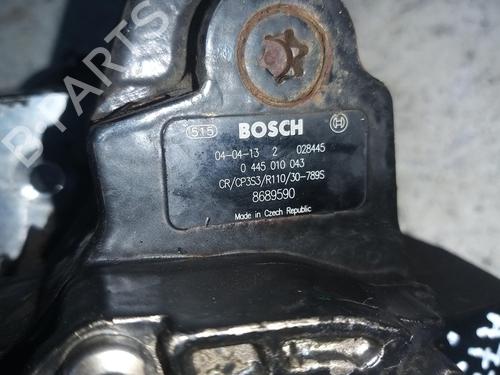 B-PARTS
515 BOSCH
04-04-13 2 028445
0 445 010 043
CR/CP3S3/R110/30-789S
8689590
Made in Czech Republic